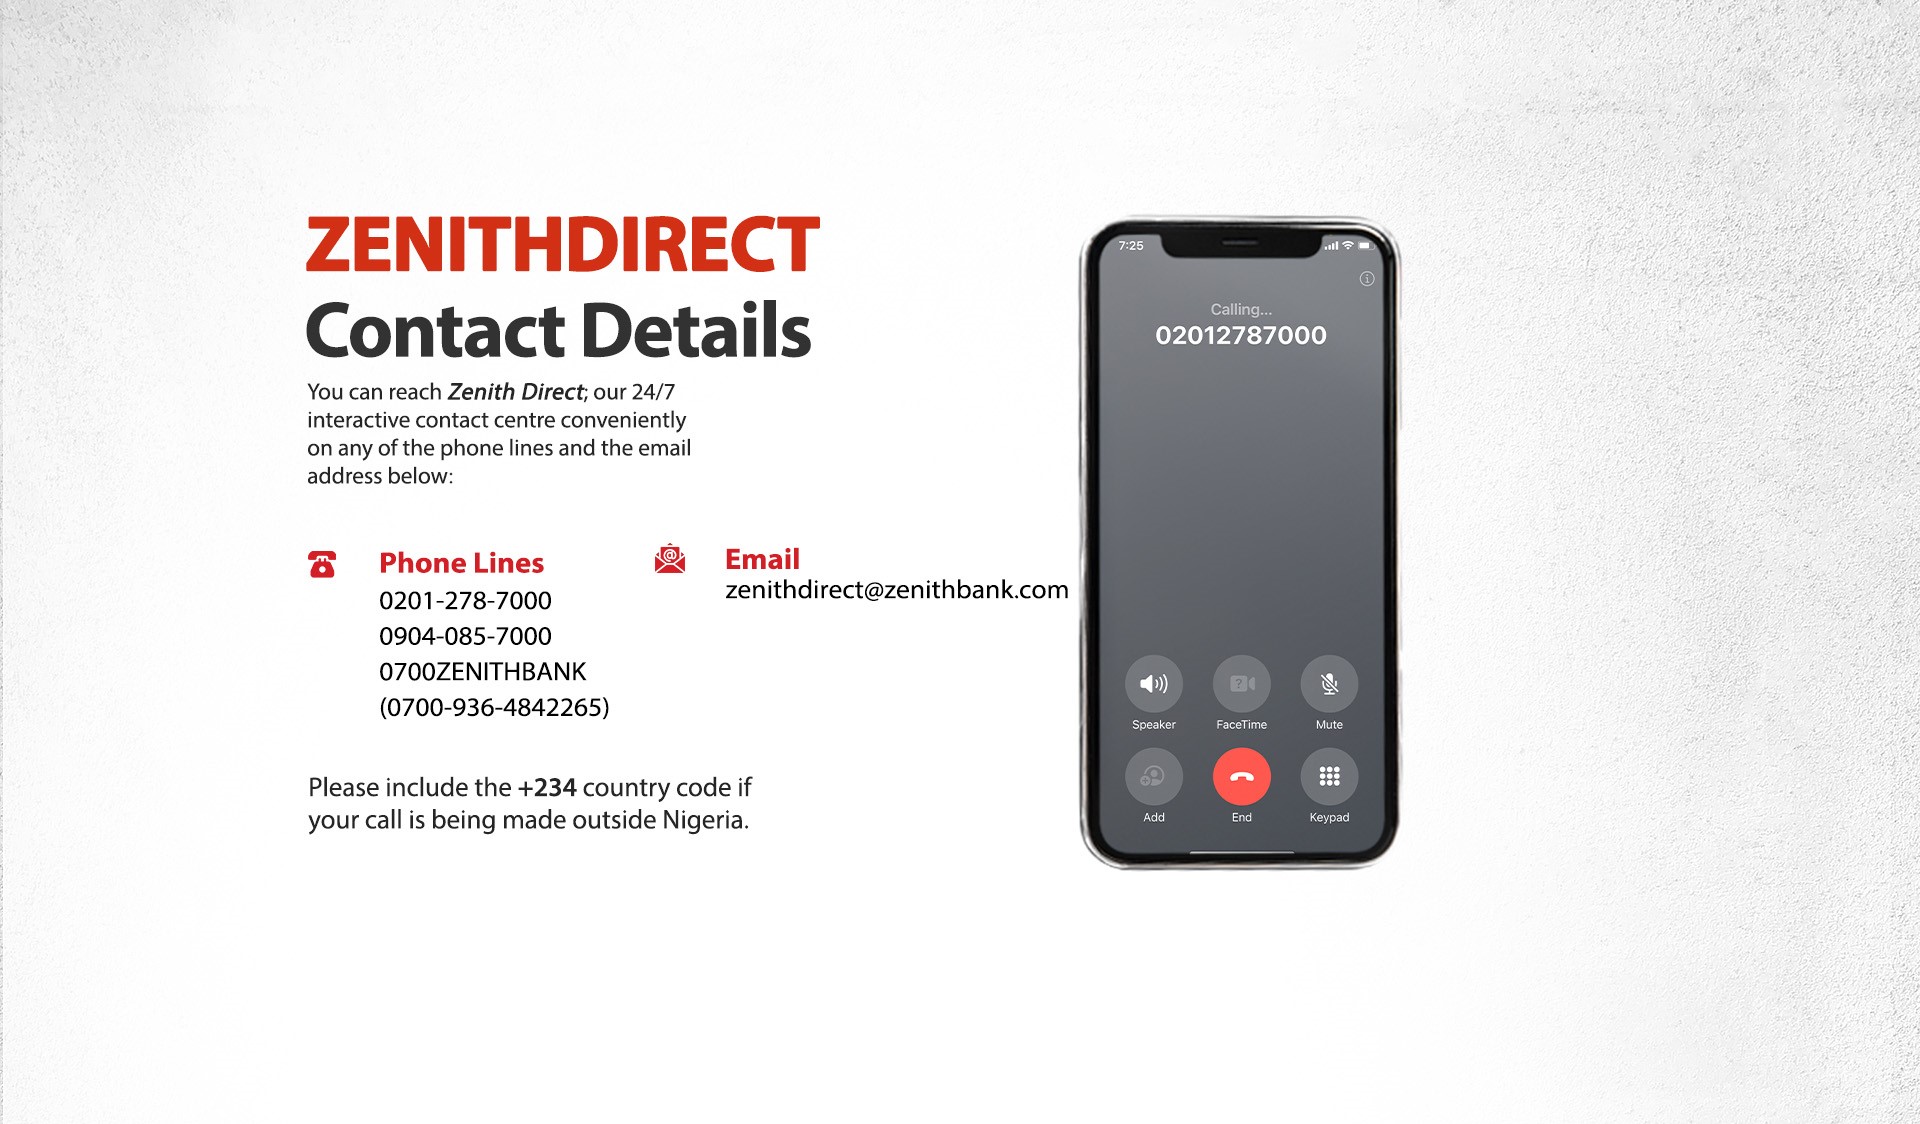 ZENITHDIRECT
Contact Details
You can reach Zenith Direct; our 24/7
interactive contact centre conveniently
on any of the phone lines and the email
address below:
Phone Lines
0201-278-7000
0904-085-7000
0700ZENITHBANK
(0700-936-4842265)
Email
zenithdirect@zenithbank.com
Please include the +234 country code if
your call is being made outside Nigeria.
7:25
Calling...
02012787000
Speaker FaceTime Mute
Add End Keypad